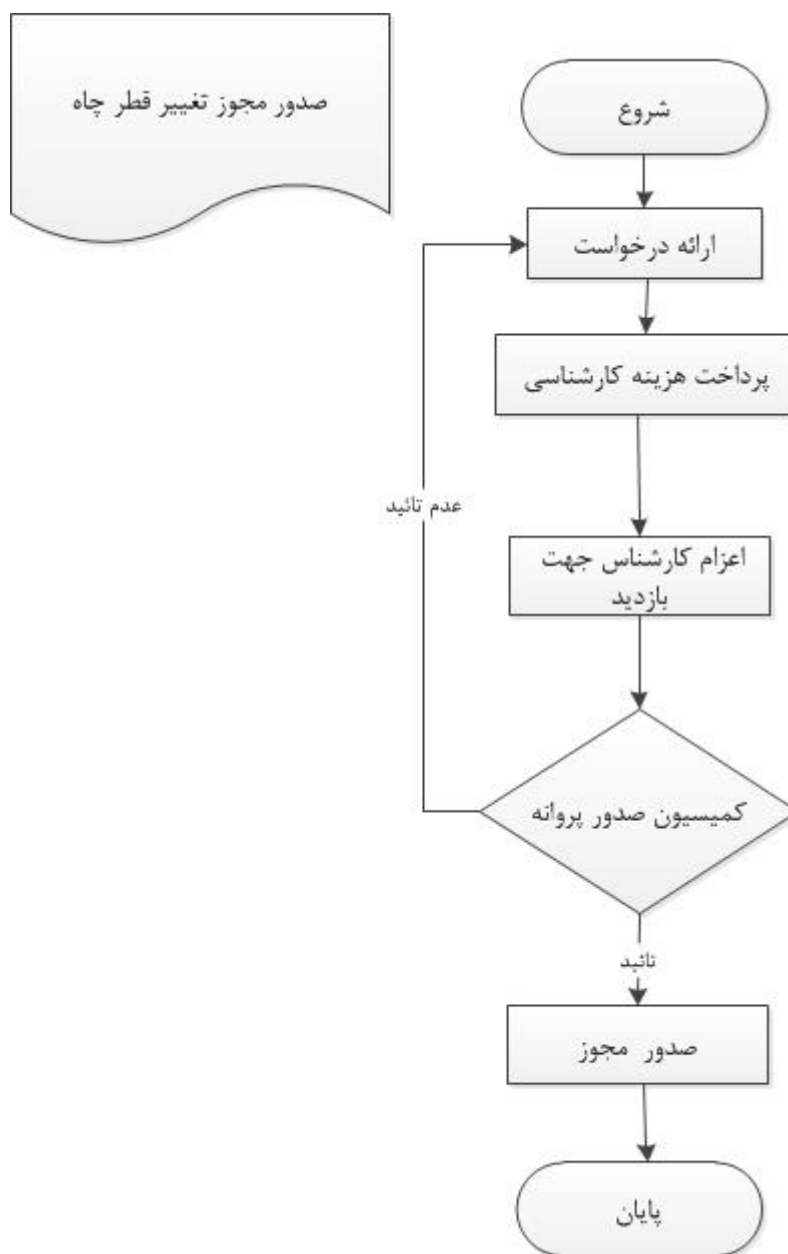 صدور مجوز تغییر قطر چاه
شروع
ارائه درخواست
پرداخت هزینه کارشناسی
عدم تائید
اعزام کارشناس جهت
بازدید
کمیسیون صدور پروانه
تائید
صدور مجوز
پایان